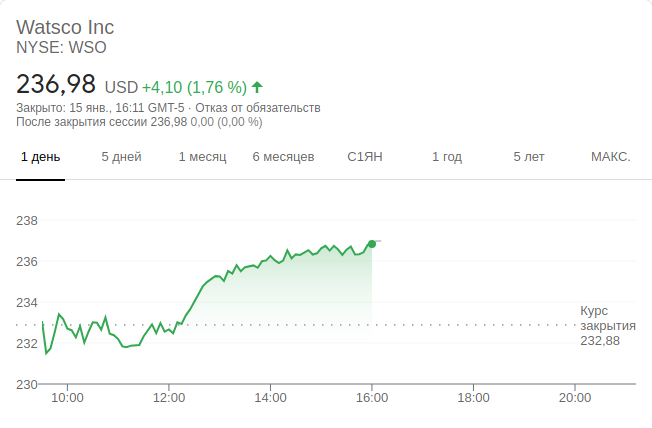 Watsco Inc
NYSE: WSO
236,98 USD +4,10 (1,76 %)
Закрыто: 15 янв., 16:11 GMT-5 · Отказ от обязательств
После закрытия сессии 236,98 0,00 (0,00 %)
1 день 5 дней 1 месяц 6 месяцев С1ЯН 1 год 5 лет МАКС.
238
236
234
Курс
закрытия
232,88
232
230
10:00 12:00 14:00 16:00 18:00 20:00